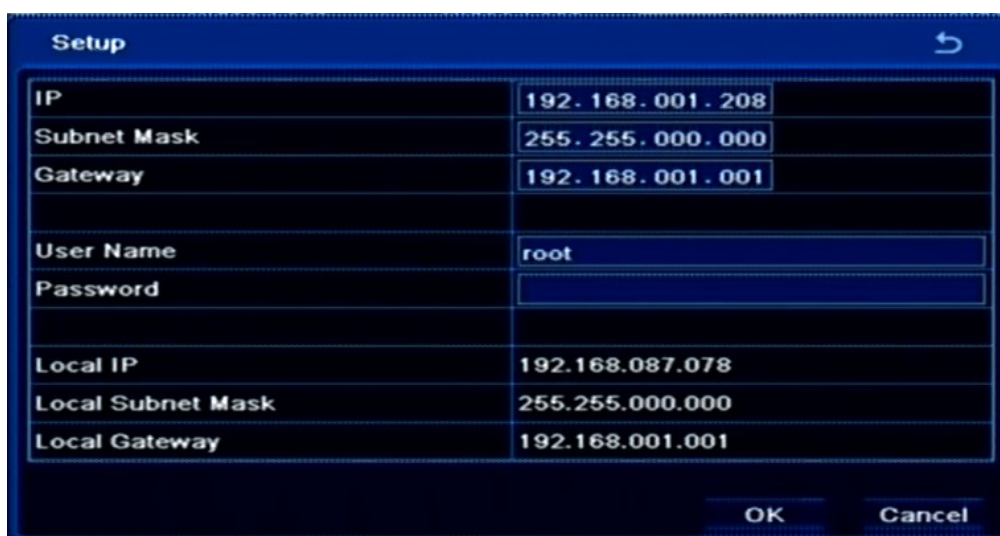 Setup
IP 192.168.001.208
Subnet Mask 255.255.000.000
Gateway 192.168.001.001
User Name root
Password
Local IP 192.168.087.078
Local Subnet Mask 255.255.000.000
Local Gateway 192.168.001.001
OK Cancel